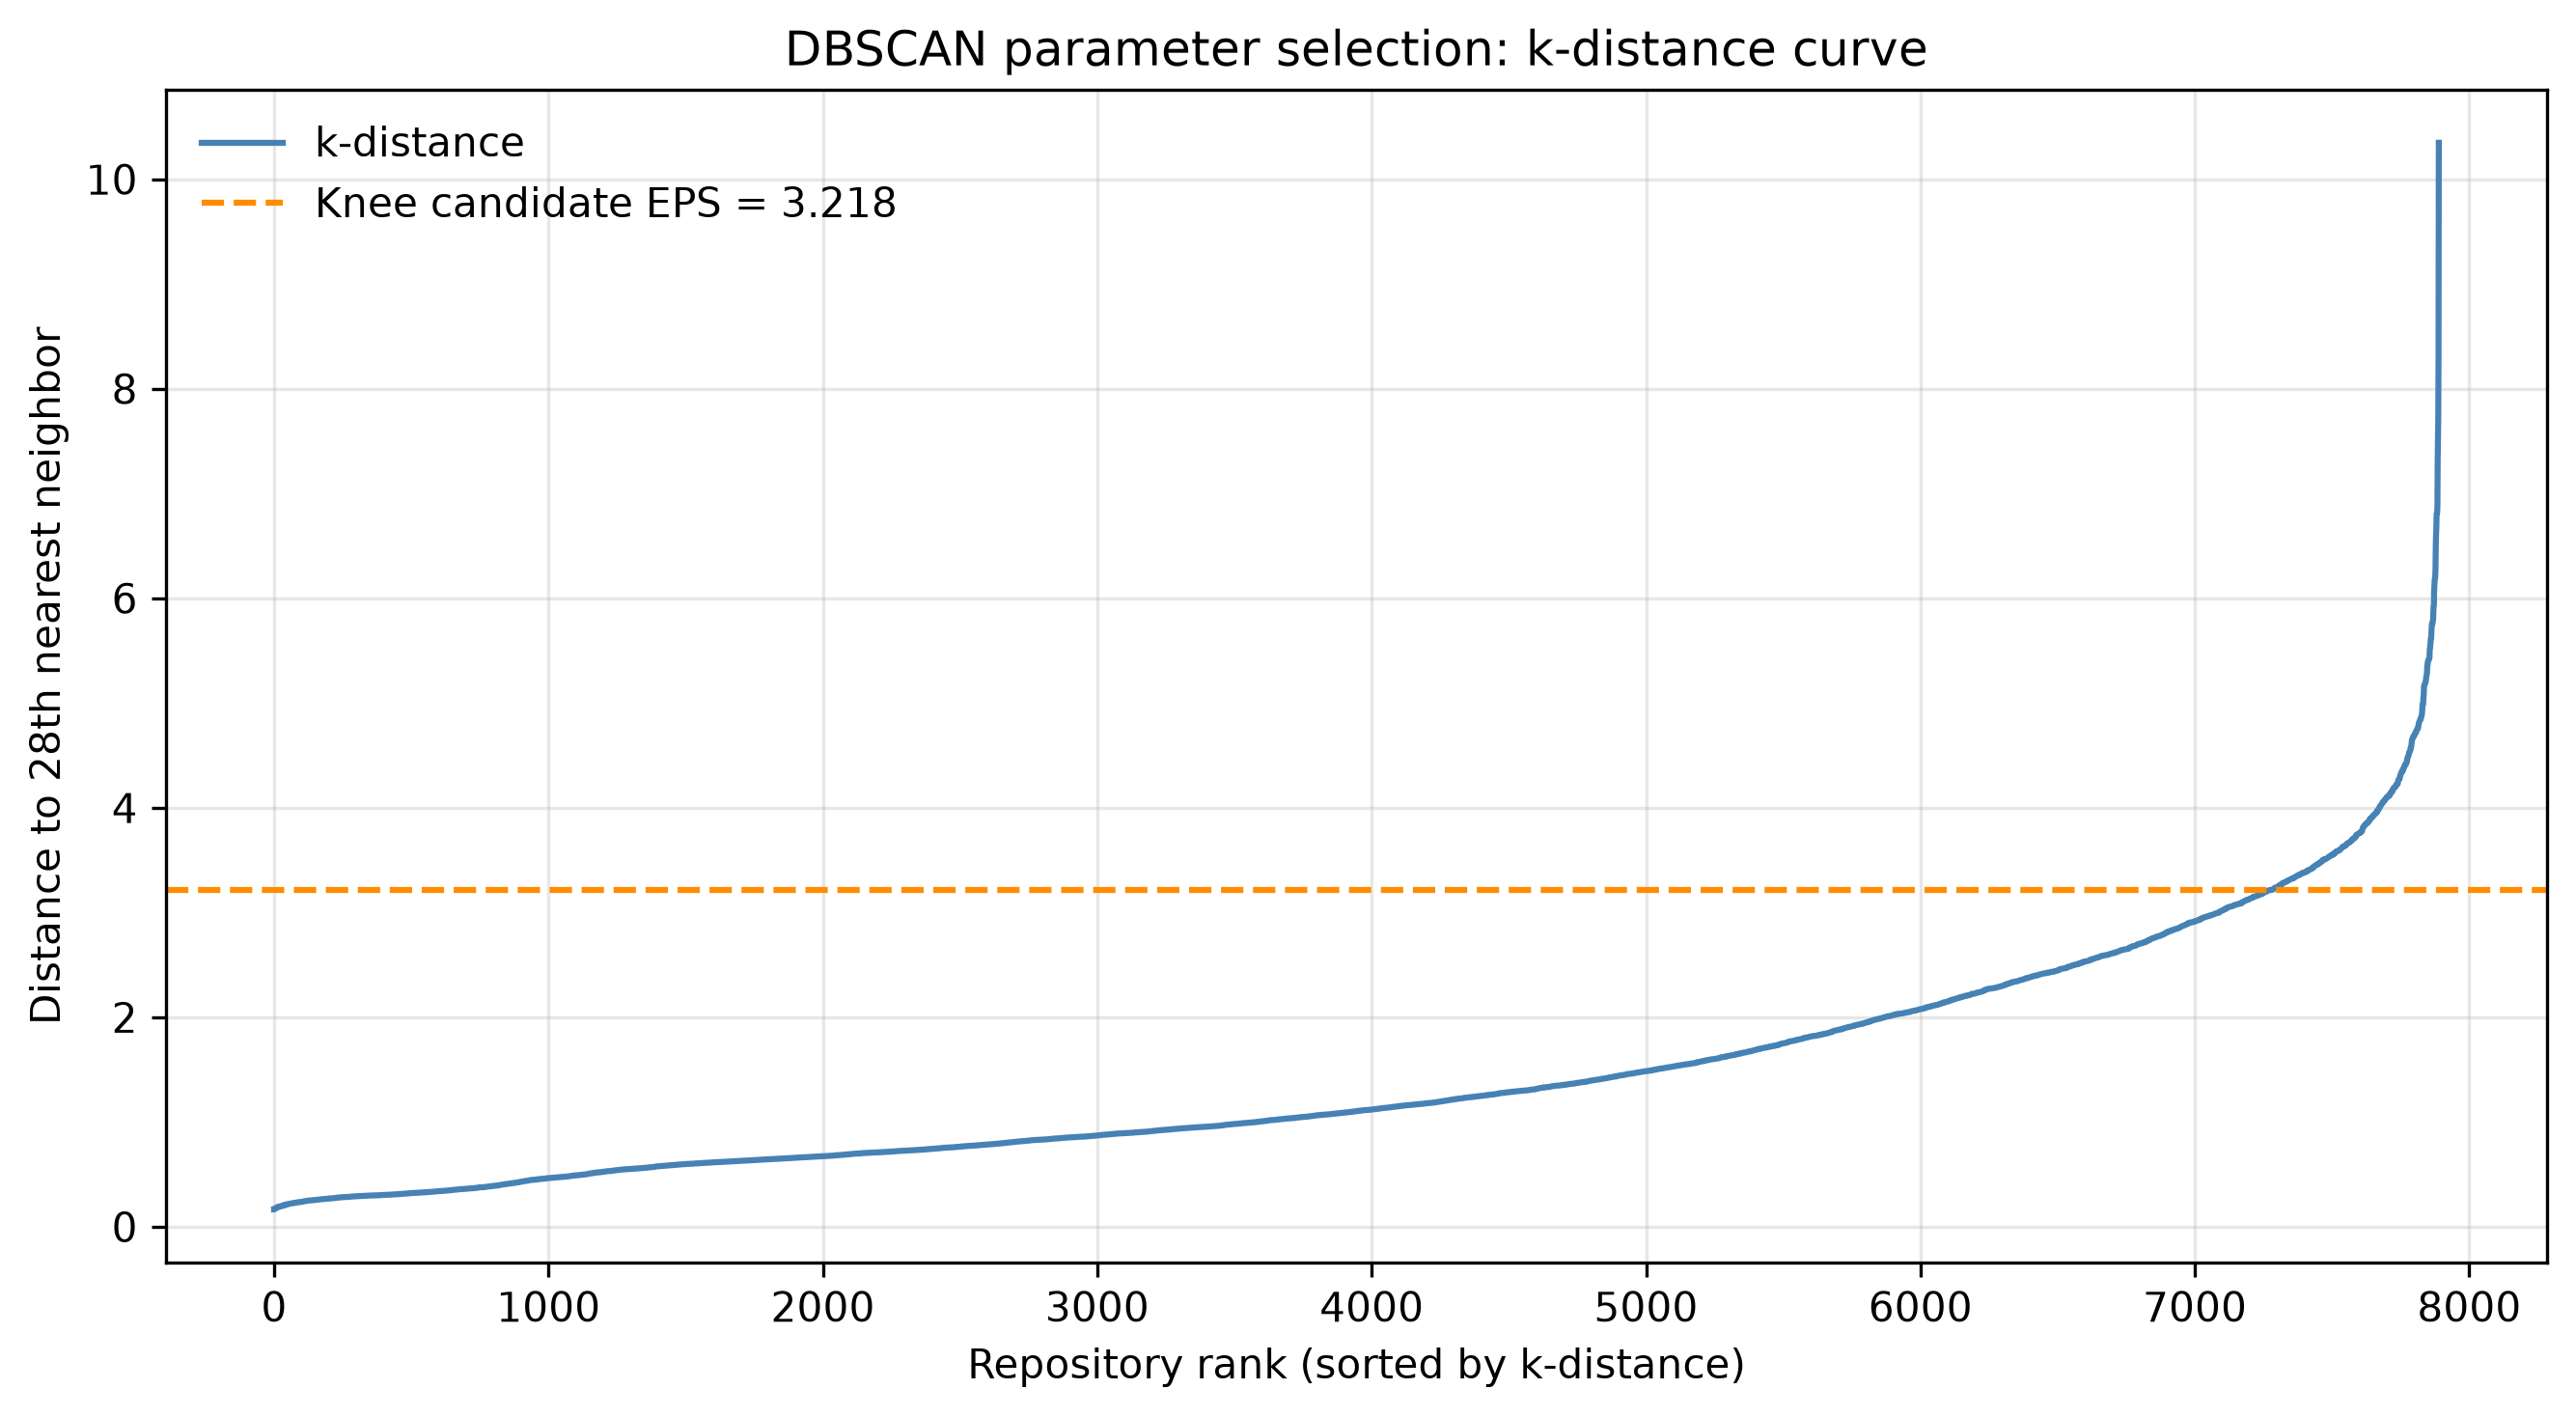 DBSCAN parameter selection: k-distance curve
k-distance
Knee candidate EPS = 3.218
Distance to 28th nearest neighbor
10
8
6
4
2
0
0 1000 2000 3000 4000 5000 6000 7000 8000
Repository rank (sorted by k-distance)